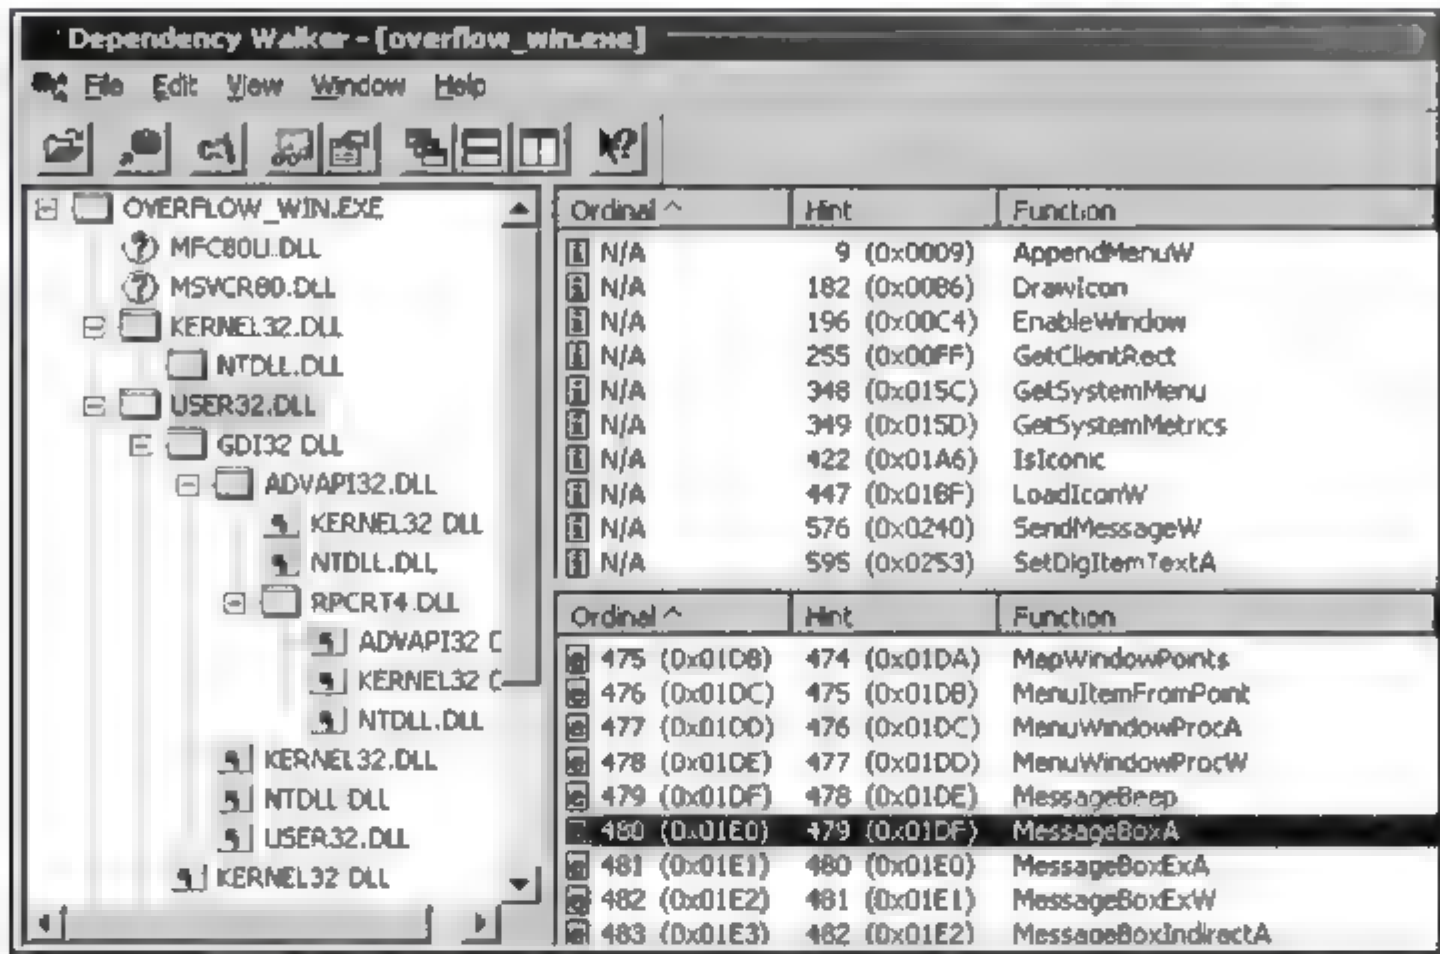 Dependency Walker - [overflow_win.exe]
File Edit View Window Help
c:\
OVERFLOW_WIN.EXE
MFC80U.DLL
MSVCR80.DLL
KERNEL32.DLL
NTDLL.DLL
USER32.DLL
GDI32.DLL
ADVAPI32.DLL
KERNEL32.DLL
NTDLL.DLL
RPCRT4.DLL
ADVAPI32
KERNEL32
NTDLL.DLL
KERNEL32.DLL
NTDLL.DLL
USER32.DLL
KERNEL32.DLL
Ordinal ^ Hint Function
N/A 9 (0x0009) AppendMenuW
N/A 182 (0x00B6) DrawIcon
N/A 196 (0x00C4) EnableWindow
N/A 255 (0x00FF) GetClientRect
N/A 348 (0x015C) GetSystemMenu
N/A 349 (0x015D) GetSystemMetrics
N/A 422 (0x01A6) IsIconic
N/A 447 (0x01BF) LoadIconW
N/A 576 (0x0240) SendMessageW
N/A 595 (0x0253) SetDlgItemTextA
Ordinal ^ Hint Function
475 (0x01DB) 474 (0x01DA) MapWindowPoints
476 (0x01DC) 475 (0x01DB) MenuItemFromPoint
477 (0x01DD) 476 (0x01DC) MenuWindowProcA
478 (0x01DE) 477 (0x01DD) MenuWindowProcW
479 (0x01DF) 478 (0x01DE) MessageBeep
480 (0x01E0) 479 (0x01DF) MessageBoxA
481 (0x01E1) 480 (0x01E0) MessageBoxExA
482 (0x01E2) 481 (0x01E1) MessageBoxExW
483 (0x01E3) 482 (0x01E2) MessageBoxIndirectA